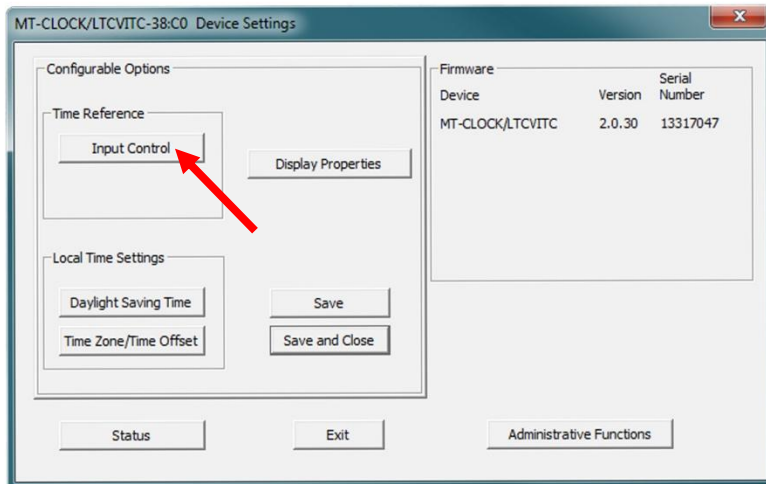 MT-CLOCK/LTCVITC-38:C0 Device Settings
Configurable Options
Time Reference
Input Control
Display Properties
Local Time Settings
Daylight Saving Time
Time Zone/Time Offset
Save
Save and Close
Firmware
Device Version Serial Number
MT-CLOCK/LTCVITC 2.0.30 13317047
Status
Exit
Administrative Functions